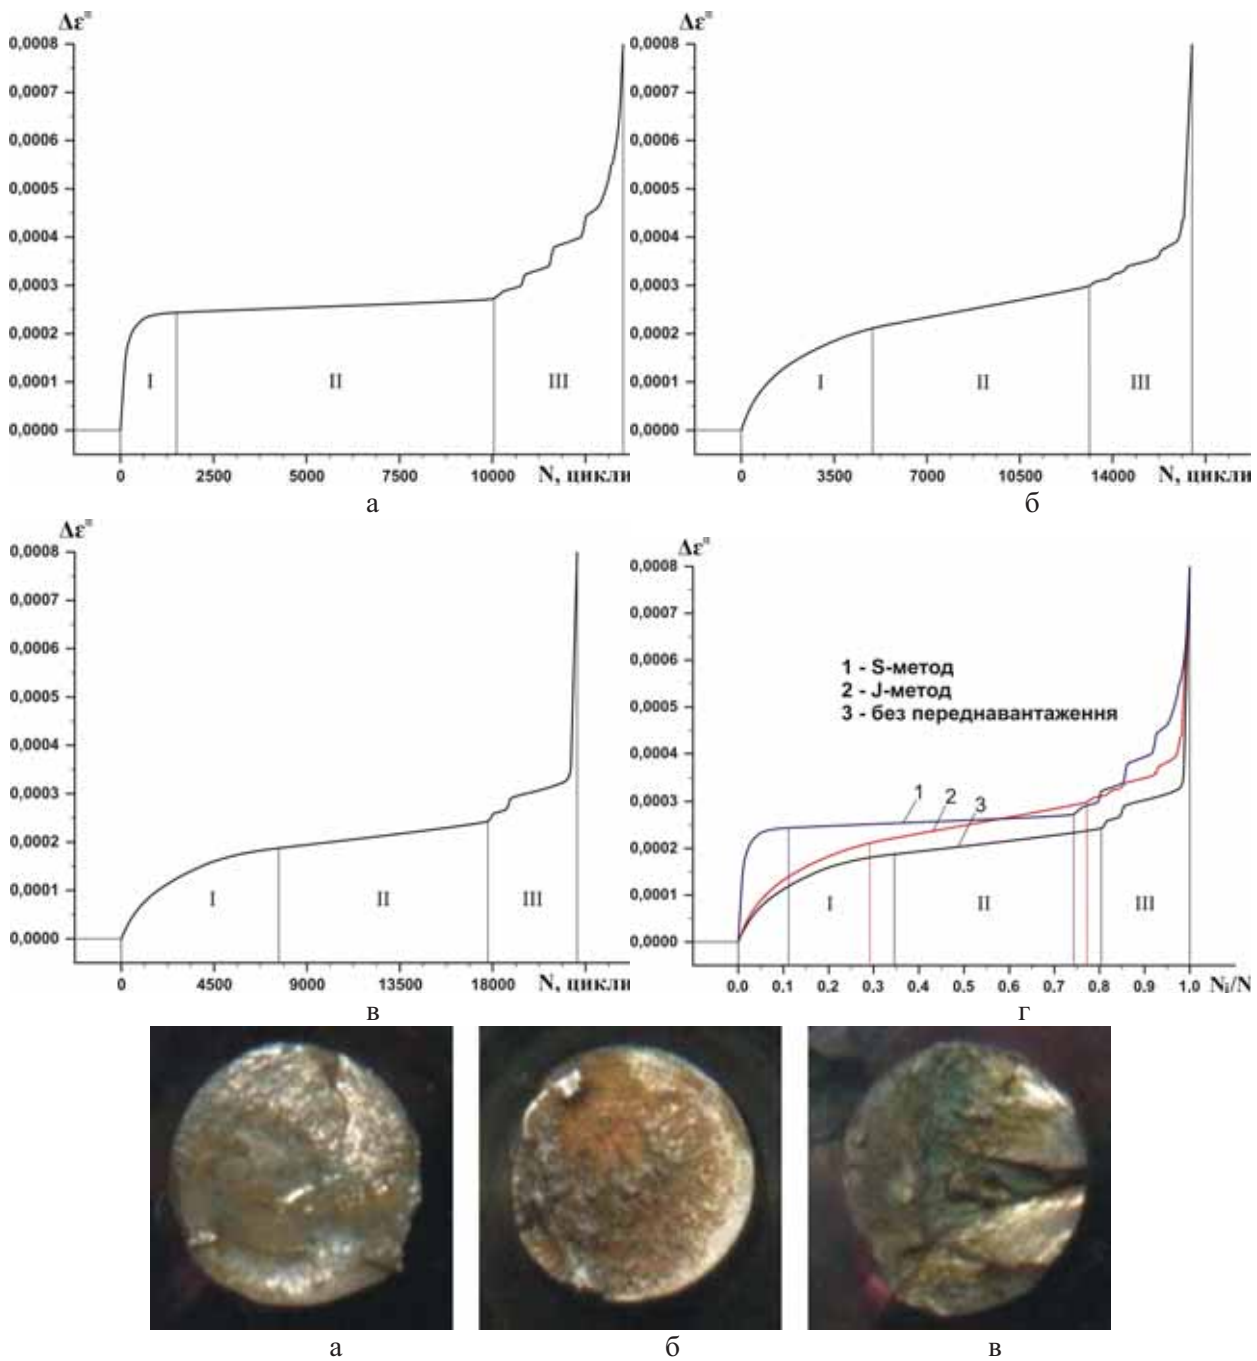 Δεⁿ
0,0008
0,0007
0,0006
0,0005
0,0004
0,0003
0,0002
0,0001
0,0000
I II III
0 2500 5000 7500 10000 N, цикли
а
Δεⁿ
0,0008
0,0007
0,0006
0,0005
0,0004
0,0003
0,0002
0,0001
0,0000
I II III
0 3500 7000 10500 14000 N, цикли
б
Δεⁿ
0,0008
0,0007
0,0006
0,0005
0,0004
0,0003
0,0002
0,0001
0,0000
I II III
0 4500 9000 13500 18000 N, цикли
в
Δεⁿ
0,0008
0,0007
0,0006
0,0005
0,0004
0,0003
0,0002
0,0001
0,0000
1 - S-метод
2 - J-метод
3 - без переднавантаження
1 2 3
I II III
0.0 0.1 0.2 0.3 0.4 0.5 0.6 0.7 0.8 0.9 1.0 Nᵢ/N
г
а б в